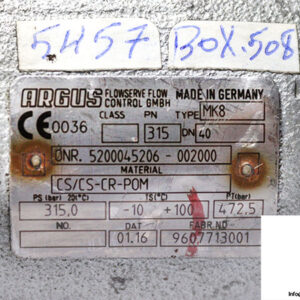 5457 BOX.508
ARGUS FLOWSERVE FLOW CONTROL GMBH MADE IN GERMANY
CE 0036 CLASS PN 315 TYPE MK8 DN 40
ÜNR. 5200045206 - 002000
MATERIAL
CS/CS-CR-POM
PS (bar) 20(°C) TS(°C) PT(bar)
315,0 -10 +100 472,5
NO. DAT FABR.NO
01.16 9607713001